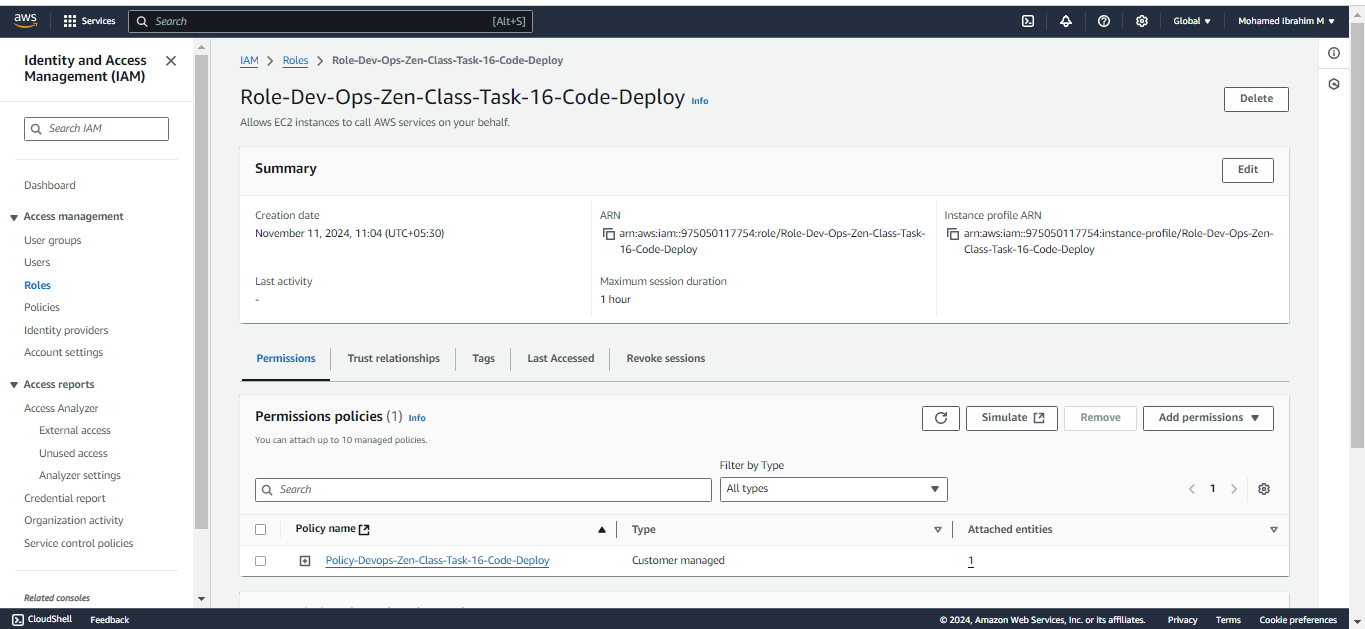 aws
Services
Search
[Alt+S]
Global
Mohamed Ibrahim M
Identity and Access
Management (IAM)
Search IAM
Dashboard
Access management
User groups
Users
Roles
Policies
Identity providers
Account settings
Access reports
Access Analyzer
External access
Unused access
Analyzer settings
Credential report
Organization activity
Service control policies
Related consoles
IAM > Roles > Role-Dev-Ops-Zen-Class-Task-16-Code-Deploy
Role-Dev-Ops-Zen-Class-Task-16-Code-Deploy Info
Delete
Allows EC2 instances to call AWS services on your behalf.
Summary
Edit
Creation date
November 11, 2024, 11:04 (UTC+05:30)
Last activity
-
ARN
arn:aws:iam::975050117754:role/Role-Dev-Ops-Zen-Class-Task-
16-Code-Deploy
Maximum session duration
1 hour
Instance profile ARN
arn:aws:iam::975050117754:instance-profile/Role-Dev-Ops-Zen-
Class-Task-16-Code-Deploy
Permissions
Trust relationships
Tags
Last Accessed
Revoke sessions
Permissions policies (1) Info
You can attach up to 10 managed policies.
Simulate
Remove
Add permissions
Filter by Type
Search
All types
1
Policy name
Type
Attached entities
Policy-Devops-Zen-Class-Task-16-Code-Deploy
Customer managed
1
CloudShell
Feedback
© 2024, Amazon Web Services, Inc. or its affiliates.
Privacy
Terms
Cookie preferences